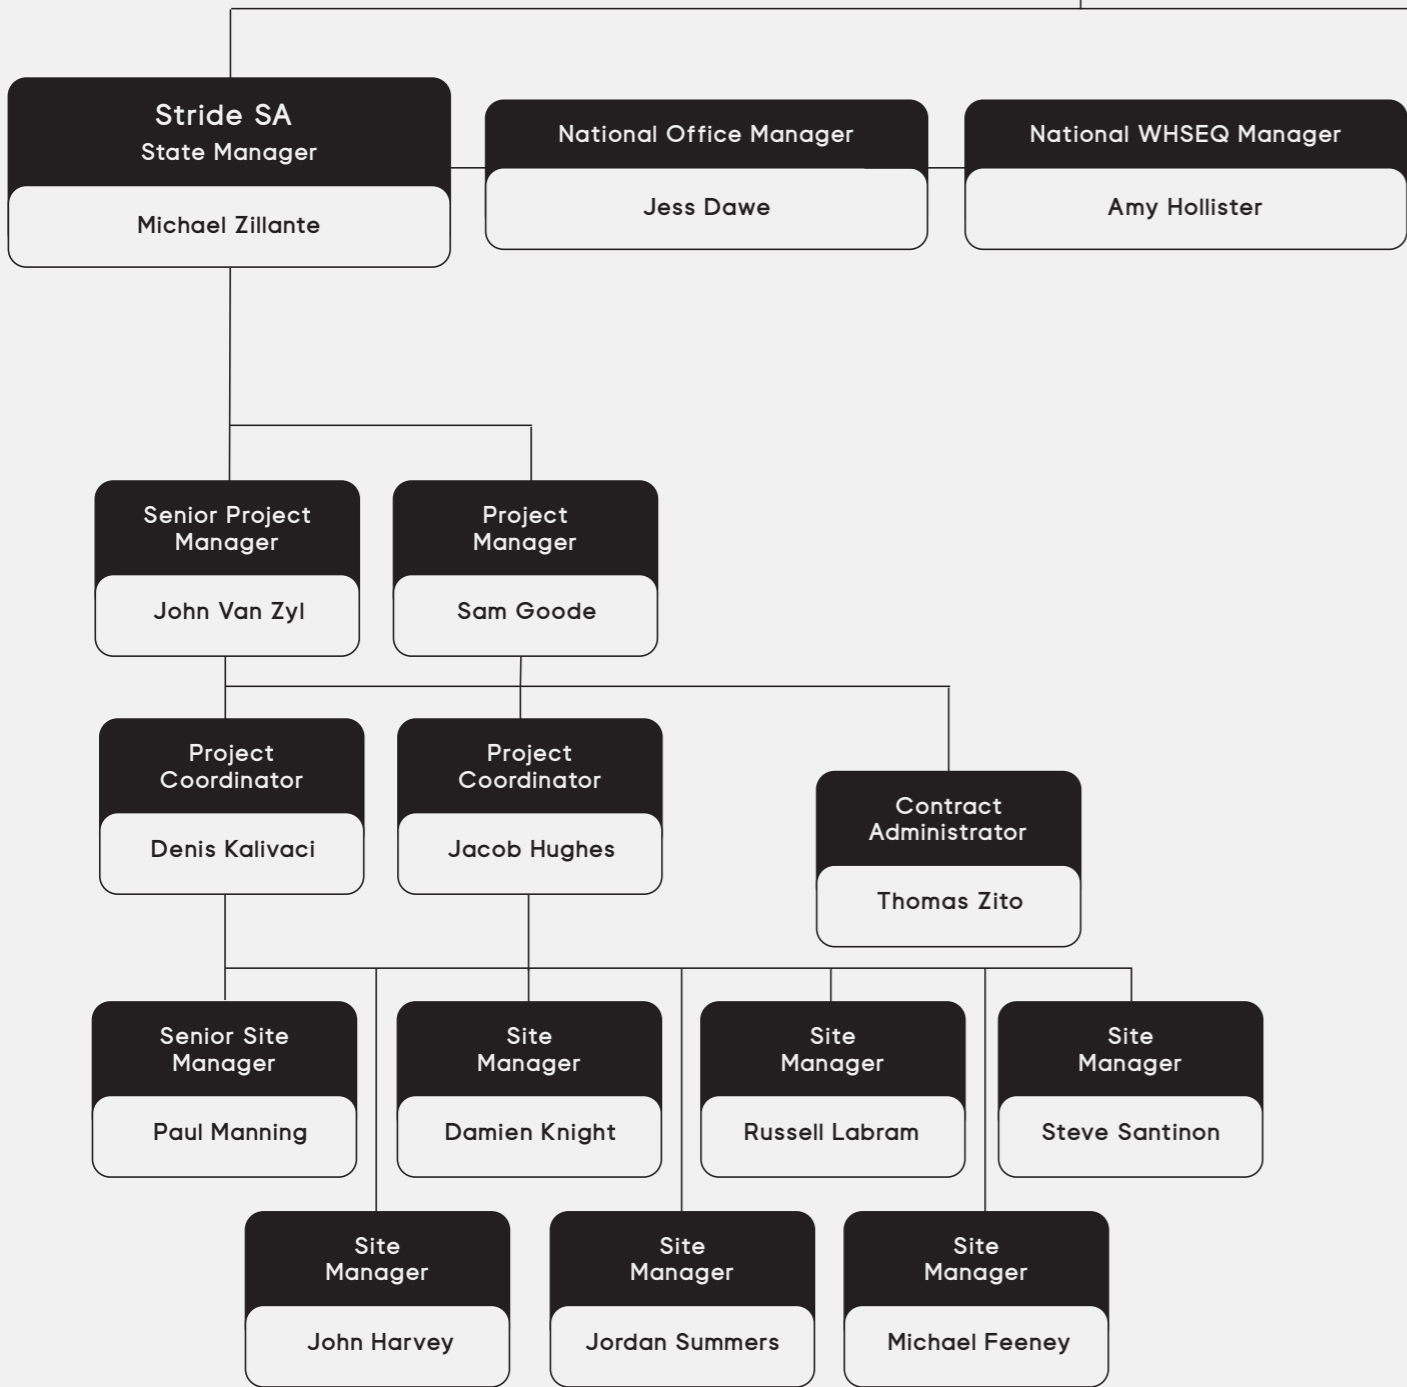 Stride SA
State Manager
Michael Zillante
National Office Manager
Jess Dawe
National WHSEQ Manager
Amy Hollister
Senior Project
Manager
John Van Zyl
Project
Manager
Sam Goode
Project
Coordinator
Denis Kalivaci
Project
Coordinator
Jacob Hughes
Contract
Administrator
Thomas Zito
Senior Site
Manager
Paul Manning
Site
Manager
Damien Knight
Site
Manager
Russell Labram
Site
Manager
Steve Santinon
Site
Manager
John Harvey
Site
Manager
Jordan Summers
Site
Manager
Michael Feeney